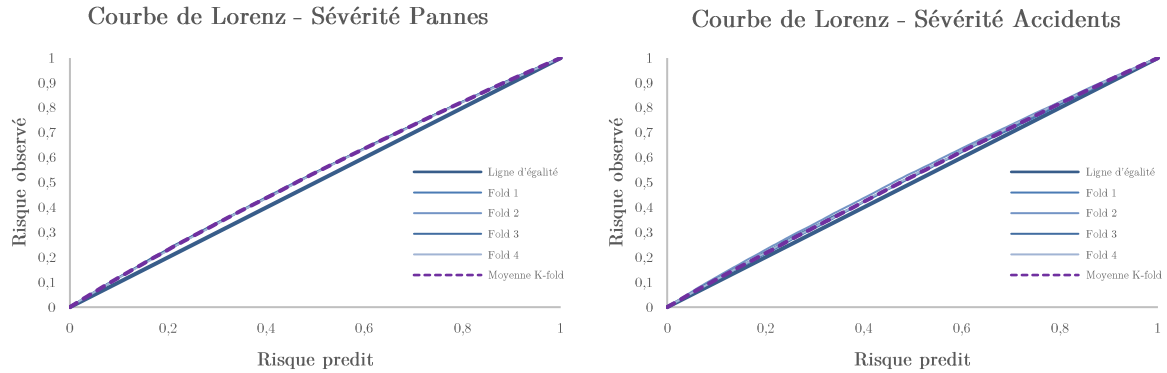 Courbe de Lorenz - Sévérité Pannes
1
0,9
0,8
0,7
0,6
0,5
0,4
0,3
0,2
0,1
0
Risque observé
0 0,2 0,4 0,6 0,8 1
Risque predit
Ligne d'égalité
Fold 1
Fold 2
Fold 3
Fold 4
Moyenne K-fold
Courbe de Lorenz - Sévérité Accidents
1
0,9
0,8
0,7
0,6
0,5
0,4
0,3
0,2
0,1
0
Risque observé
0 0,2 0,4 0,6 0,8 1
Risque predit
Ligne d'égalité
Fold 1
Fold 2
Fold 3
Fold 4
Moyenne K-fold